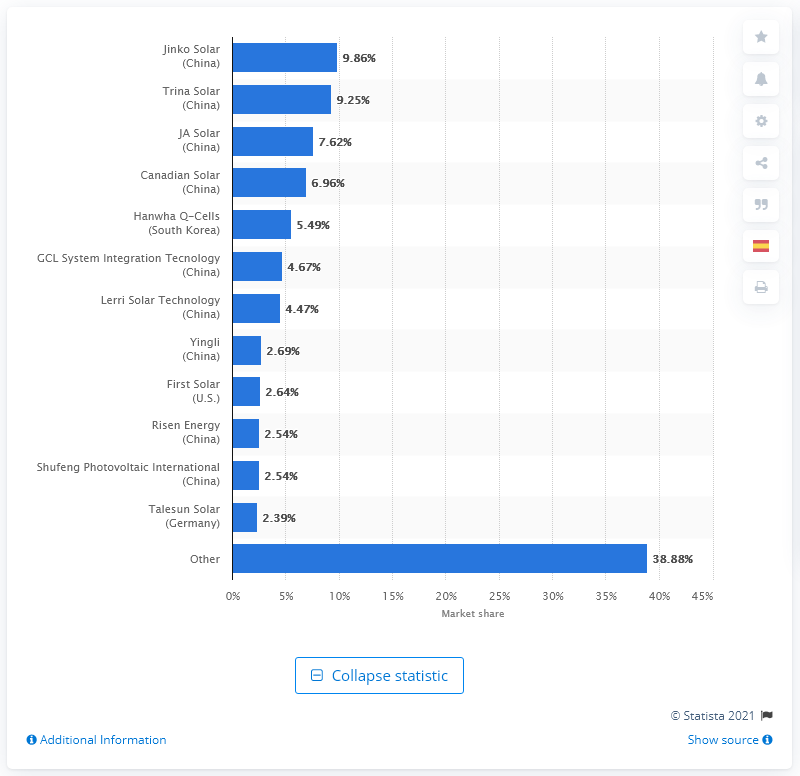 Jinko Solar
(China)
9.86%
Trina Solar
(China)
9.25%
JA Solar
(China)
7.62%
Canadian Solar
(China)
6.96%
Hanwha Q-Cells
(South Korea)
5.49%
GCL System Integration Tecnology
(China)
4.67%
Lerri Solar Technology
(China)
4.47%
Yingli
(China)
2.69%
First Solar
(U.S.)
2.64%
Risen Energy
(China)
2.54%
Shufeng Photovoltaic International
(China)
2.54%
Talesun Solar
(Germany)
2.39%
Other
38.88%
0% 5% 10% 15% 20% 25% 30% 35% 40% 45%
Market share
Collapse statistic
© Statista 2021
Additional Information
Show source